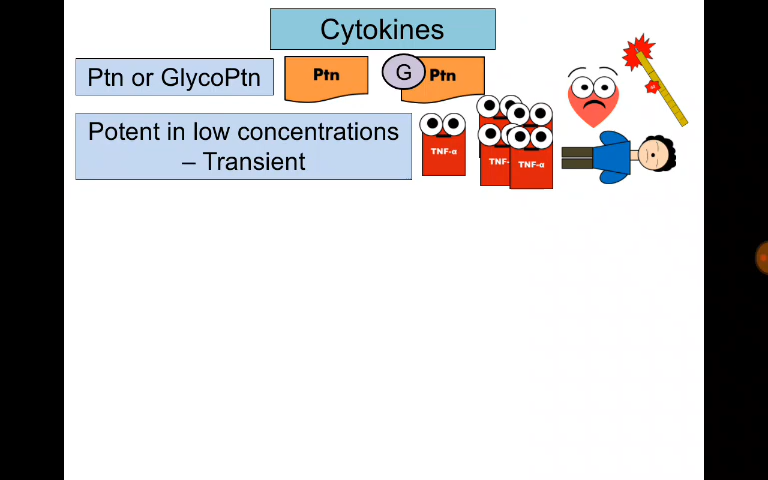 Cytokines
Ptn or GlycoPtn
Ptn
G
Ptn
Potent in low concentrations
– Transient
TNF-α
TNF-
TNF-α